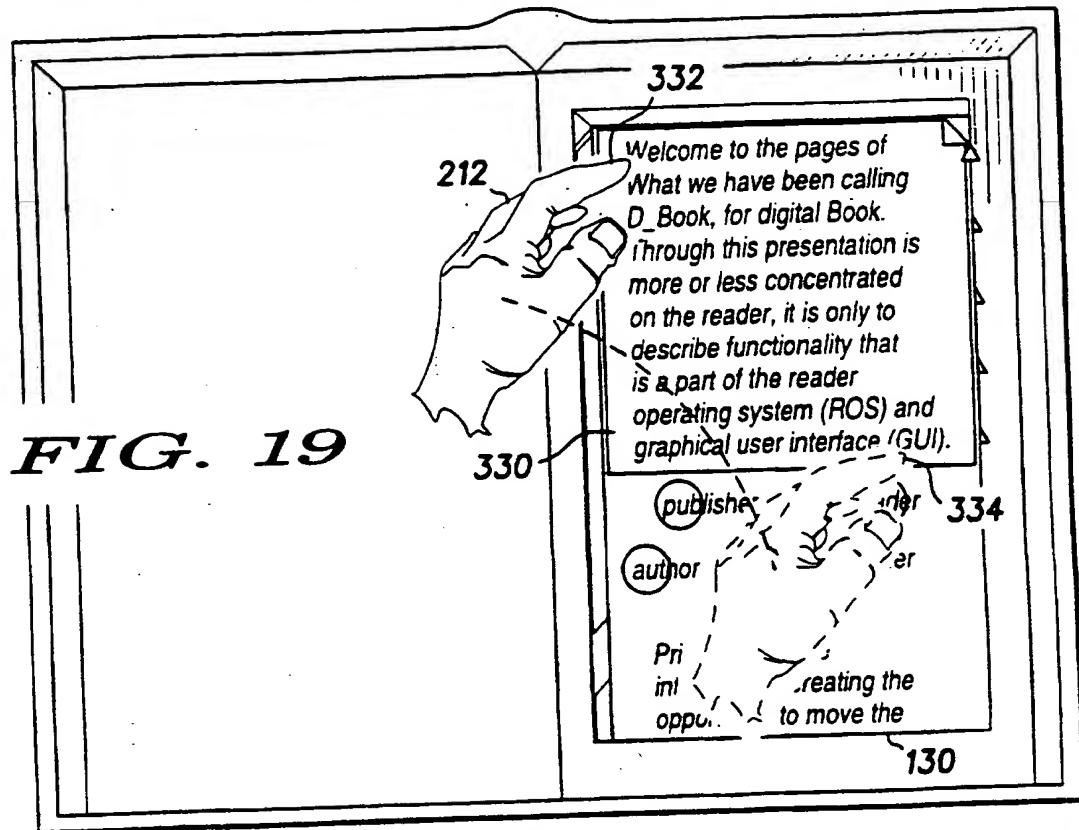 332
212
Welcome to the pages of
What we have been calling
D_Book, for digital Book.
Through this presentation is
more or less concentrated
on the reader, it is only to
describe functionality that
is a part of the reader
operating system (ROS) and
graphical user interface (GUI).
FIG. 19
330
334
publisher
author
to move the
130